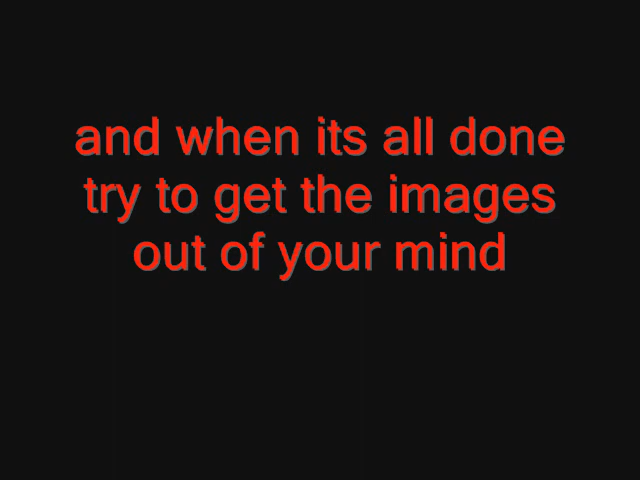 and when its all done
try to get the images
out of your mind